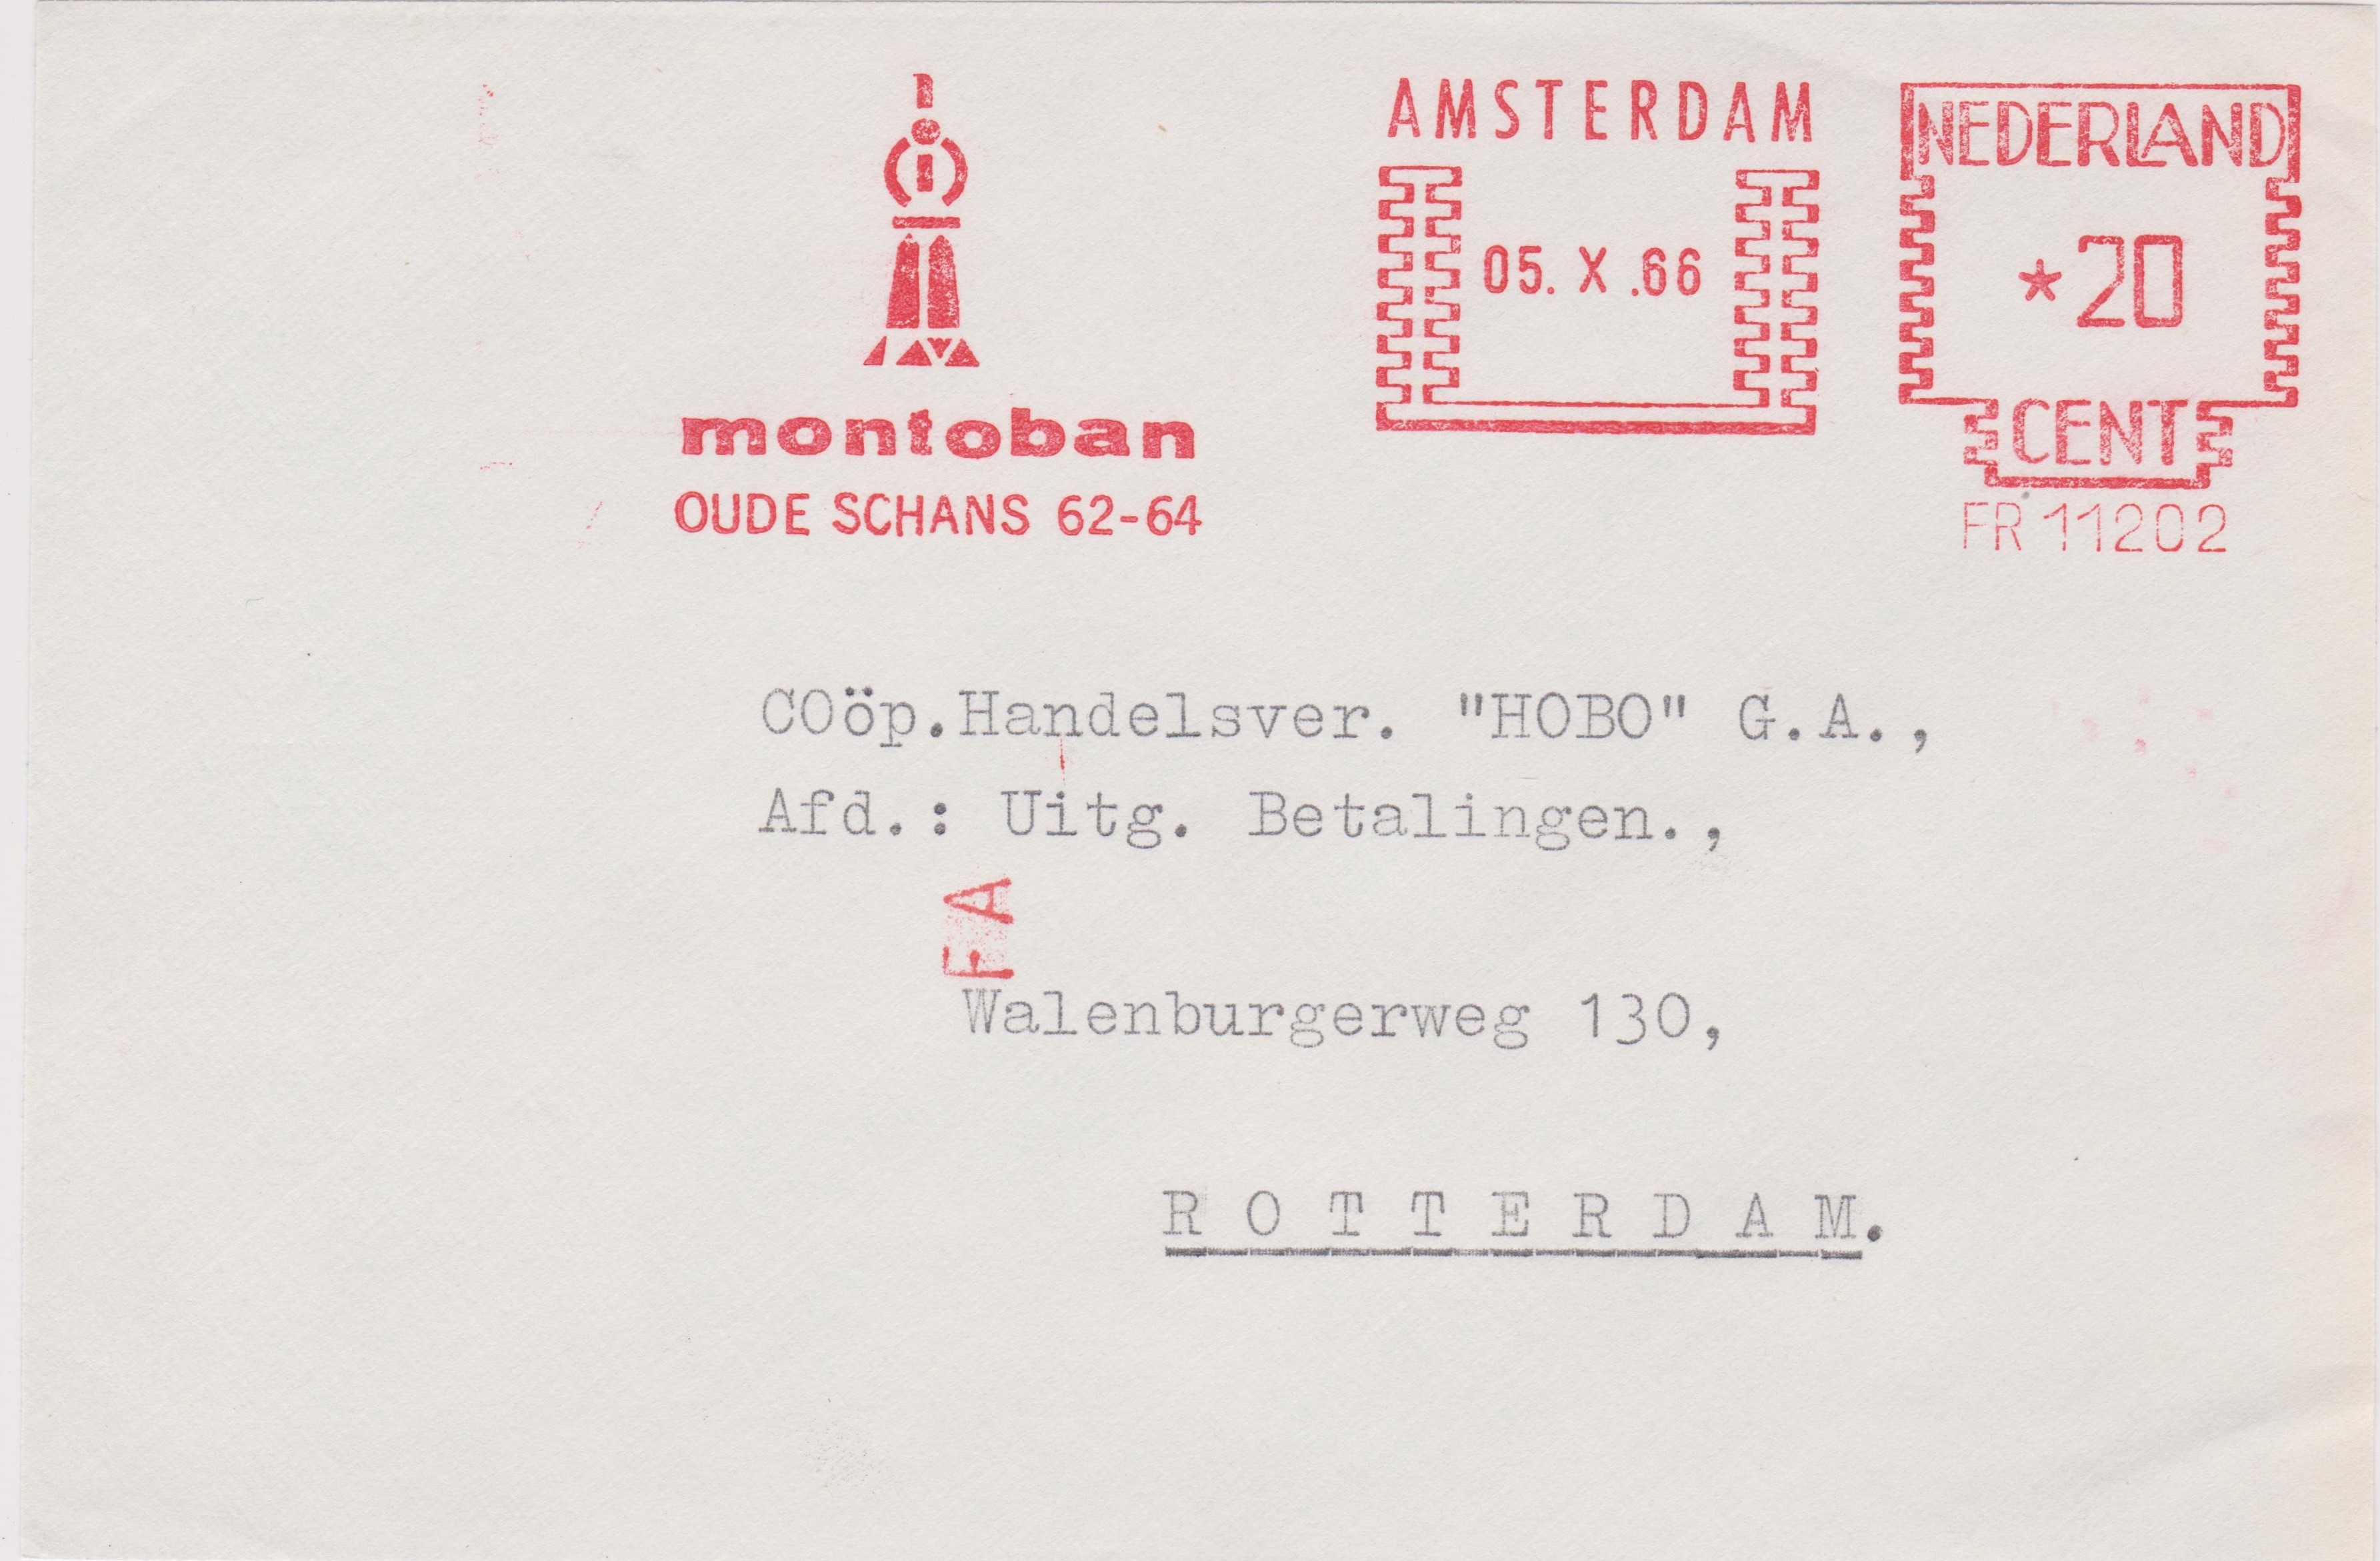 montoban
OUDE SCHANS 62-64
AMSTERDAM
05. X .66
NEDERLAND
*20
CENT
FR 11202
COöp.Handelsver. "HOBO" G.A.,
Afd.: Uitg. Betalingen.,
FA
Walenburgerweg 130,
R O T T E R D A M.